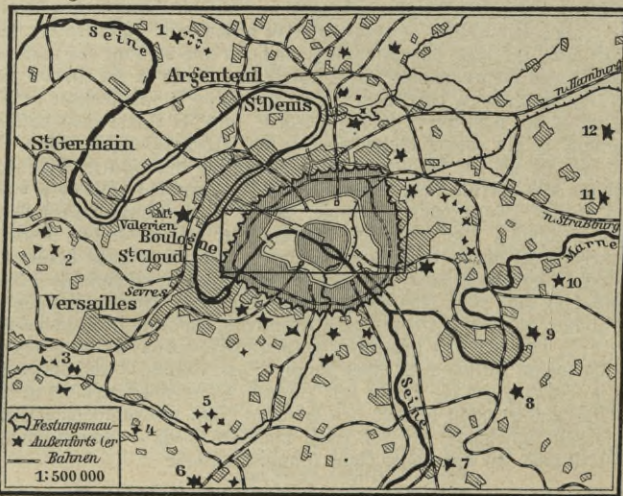 Seine
1
Argenteuil
St. Denis
n. Hamburg
12
St. Germain
11
n. Straßburg
Mt.
Valerien
Boulogne
Marne
2
St. Cloud
10
Sevres
Versailles
9
3
8
5
Seine
4
Festungsmau-
Außenforts (er
Bahnen
1:500 000
6
7